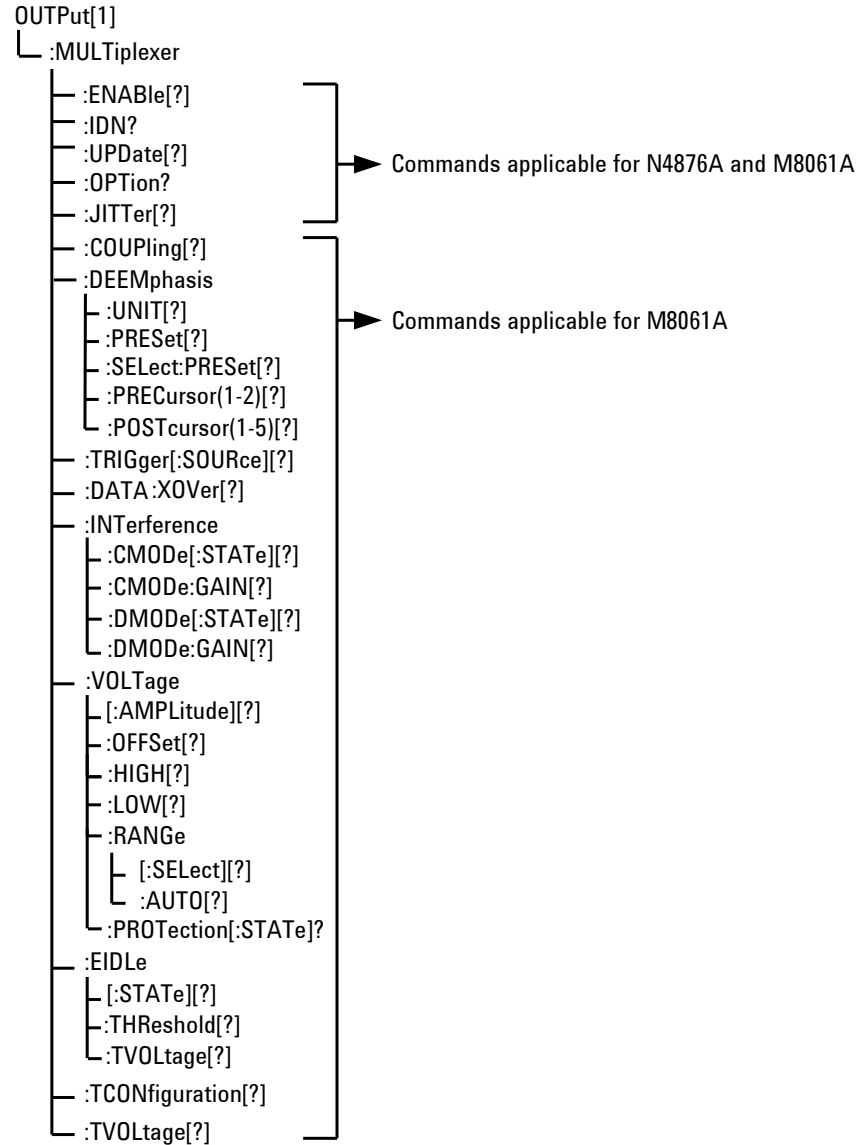 OUTPut[1]
:MULTiplexer
:ENABle[?]
:IDN?
:UPDate[?]
Commands applicable for N4876A and M8061A
:OPTion?
:JITTer[?]
:COUPling[?]
:DEEMphasis
:UNIT[?]
Commands applicable for M8061A
:PRESet[?]
:SELect:PRESet[?]
:PRECursor(1-2)[?]
:POSTcursor(1-5)[?]
:TRIGger[:SOURce][?]
:DATA:XOVer[?]
:INTerference
:CMODe[:STATe][?]
:CMODe:GAIN[?]
:DMODe[:STATe][?]
:DMODe:GAIN[?]
:VOLTage
[:AMPLitude][?]
:OFFSet[?]
:HIGH[?]
:LOW[?]
:RANGe
[:SELect][?]
:AUTO[?]
:PROTection[:STATe]?
:EIDLe
[:STATe][?]
:THReshold[?]
:TVOLtage[?]
:TCONfiguration[?]
:TVOLtage[?]